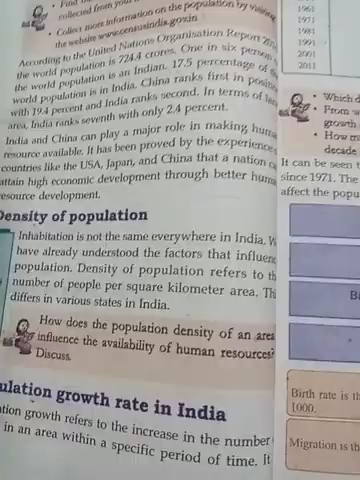 collected from your
• Collect more information on the population by visiting
the website www.censusindia.gov.in
According to the United Nations Organisation Report
the world population is 724.4 crores. One in six person
the world population is an Indian. 17.5 percentage of
world population is in India. China ranks first in position
with 19.4 percent and India ranks second. In terms of
area, India ranks seventh with only 2.4 percent.
India and China can play a major role in making human
resource available. It has been proved by the experience
countries like the USA, Japan, and China that a nation
attain high economic development through better human
resource development.
Density of population
Inhabitation is not the same everywhere in India.
have already understood the factors that influence
population. Density of population refers to the
number of people per square kilometer area. This
differs in various states in India.
How does the population density of an area
influence the availability of human resources?
Discuss.
ulation growth rate in India
ation growth refers to the increase in the number
in an area within a specific period of time. It
1961
1971
1981
1991
2001
2011
• Which d
• From w
growth
• How m
decade
It can be seen t
since 1971. The
affect the popu
Bi
Birth rate is th
1000.
Migration is th